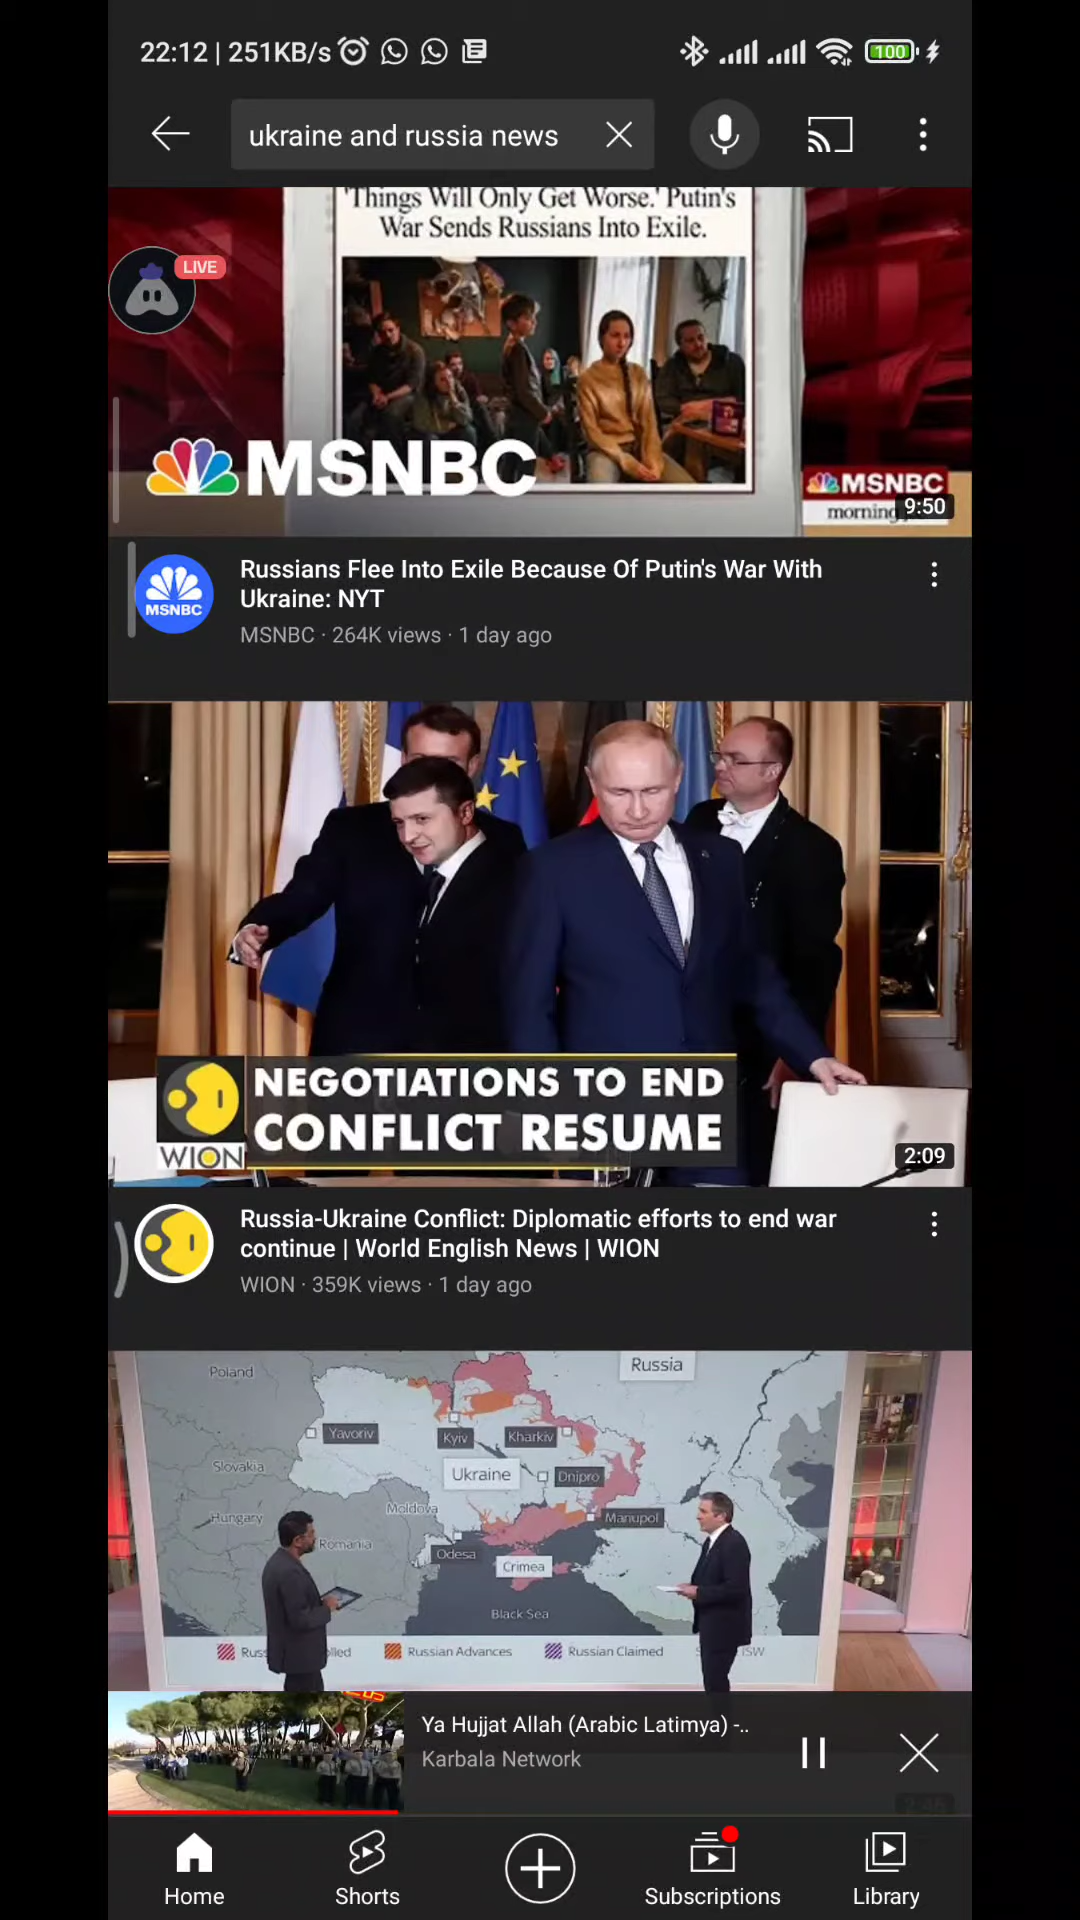 22:12 | 251KB/s
100
ukraine and russia news
'Things Will Only Get Worse.' Putin's
War Sends Russians Into Exile.
LIVE
MSNBC
MSNBC
morning
9:50
MSNBC
Russians Flee Into Exile Because Of Putin's War With
Ukraine: NYT
MSNBC · 264K views · 1 day ago
NEGOTIATIONS TO END
CONFLICT RESUME
WION
2:09
Russia-Ukraine Conflict: Diplomatic efforts to end war
continue | World English News | WION
WION · 359K views · 1 day ago
Poland
Russia
Yavoriv
Kyiv
Kharkiv
Slovakia
Ukraine
Dnipro
Moldova
Hungary
Mariupol
Romania
Odesa
Crimea
Black Sea
Russian Advances
Russian Claimed
ISW
Ya Hujjat Allah (Arabic Latimya) -..
Karbala Network
2:46
Home
Shorts
Subscriptions
Library